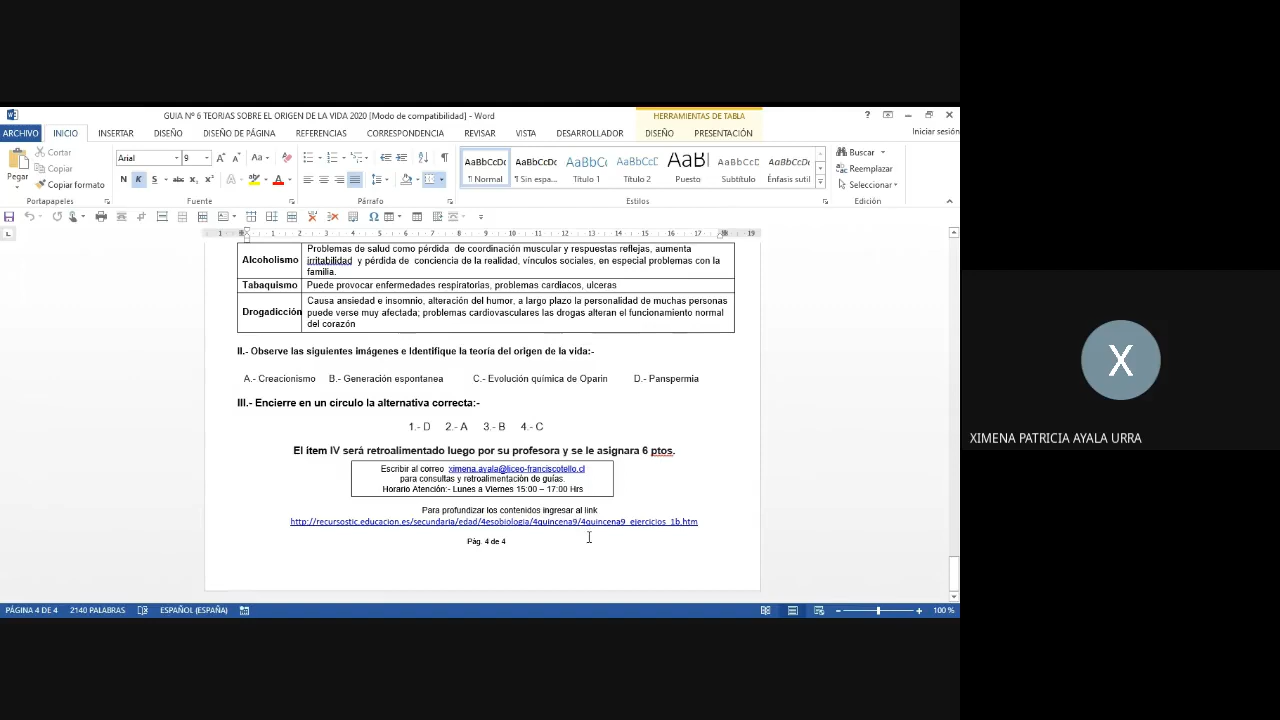 GUIA Nº 6 TEORIAS SOBRE EL ORIGEN DE LA VIDA 2020 [Modo de compatibilidad] - Word
HERRAMIENTAS DE TABLA
ARCHIVO INICIO INSERTAR DISEÑO DISEÑO DE PÁGINA REFERENCIAS CORRESPONDENCIA REVISAR VISTA DESARROLLADOR DISEÑO PRESENTACIÓN Iniciar sesión
Pegar
Cortar
Copiar
Copiar formato
Portapapeles
Arial 9
Fuente
Párrafo
AaBbCcDc AaBbCcDc AaBbCc AaBbCcD AaBl AaBbCcD AaBbCcDc
¶ Normal ¶ Sin espa... Título 1 Título 2 Puesto Subtítulo Énfasis sutil
Estilos
Buscar
Reemplazar
Seleccionar
Edición
Alcoholismo
Problemas de salud como pérdida de coordinación muscular y respuestas reflejas, aumenta
irritabilidad y pérdida de conciencia de la realidad, vínculos sociales, en especial problemas con la
familia.
Tabaquismo Puede provocar enfermedades respiratorias, problemas cardiacos, ulceras
Drogadicción
Causa ansiedad e insomnio, alteración del humor, a largo plazo la personalidad de muchas personas
puede verse muy afectada; problemas cardiovasculares las drogas alteran el funcionamiento normal
del corazón
II.- Observe las siguientes imágenes e Identifique la teoría del origen de la vida:-
A.- Creacionismo B.- Generación espontanea C.- Evolución química de Oparin D.- Panspermia
III.- Encierre en un circulo la alternativa correcta:-
1.- D 2.- A 3.- B 4.- C
El ítem IV será retroalimentado luego por su profesora y se le asignara 6 ptos.
Escribir al correo ximena.ayala@liceo-franciscotello.cl
para consultas y retroalimentación de guías.
Horario Atención:- Lunes a Viernes 15:00 – 17:00 Hrs
Para profundizar los contenidos ingresar al link
http://recursostic.educacion.es/secundaria/edad/4esobiologia/4quincena9/4quincena9_ejercicios_1b.htm
Pág. 4 de 4
PÁGINA 4 DE 4 2140 PALABRAS ESPAÑOL (ESPAÑA) 100 %
X
XIMENA PATRICIA AYALA URRA